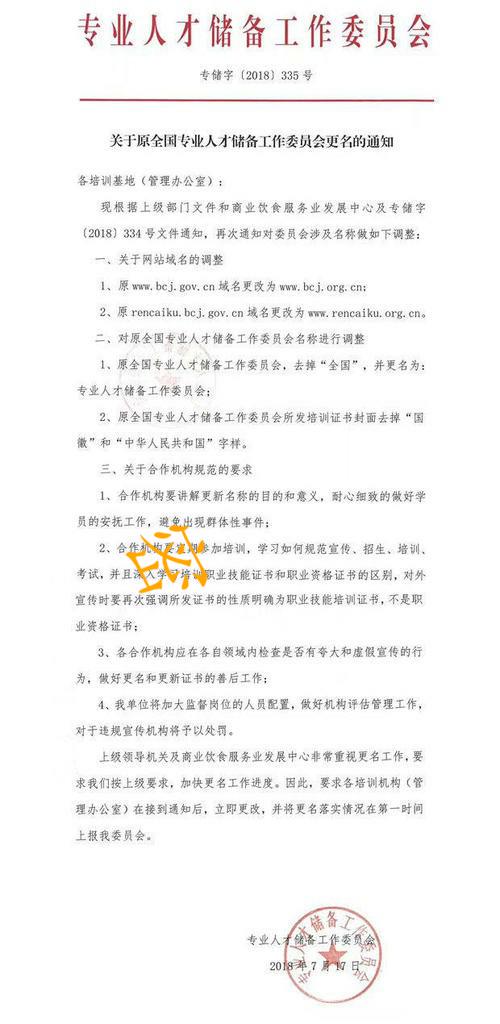 专业人才储备工作委员会
专储字〔2018〕335 号
关于原全国专业人才储备工作委员会更名的通知
各培训基地（管理办公室）：
现根据上级部门文件和商业饮食服务业发展中心及专储字
〔2018〕334 号文件通知，再次通知对委员会涉及名称做如下调整：
一、关于网站域名的调整
1、原 www.bcj.gov.cn 域名更改为 www.bcj.org.cn;
2、原 rencaiku.bcj.gov.cn 域名更改为 www.rencaiku.org.cn。
二、对原全国专业人才储备工作委员会名称进行调整
1、原全国专业人才储备工作委员会，去掉“全国”，并更名为：
专业人才储备工作委员会；
2、原全国专业人才储备工作委员会所发培训证书封面去掉“国
徽”和“中华人民共和国”字样。
三、关于合作机构规范的要求
1、合作机构要讲解更新名称的目的和意义，耐心细致的做好学
员的安抚工作，避免出现群体性事件；
2、合作机构要定期参加培训，学习如何规范宣传、招生、培训、
考试，并且深入学习培训职业技能证书和职业资格证书的区别，对外
宣传时要再次强调所发证书的性质明确为职业技能培训证书，不是职
业资格证书；
3、各合作机构应在各自领域内检查是否有夸大和虚假宣传的行
为，做好更名和更新证书的善后工作；
4、我单位将加大监督岗位的人员配置，做好机构评估管理工作，
对于违规宣传机构将予以处罚。
上级领导机关及商业饮食服务业发展中心非常重视更名工作，要
求我们按上级要求，加快更名工作进度。因此，要求各培训机构（管
理办公室）在接到通知后，立即更改，并将更名落实情况在第一时间
上报我委员会。
专业人才储备工作委员会
2018 年 7 月 17 日
专业人才储备工作委员会